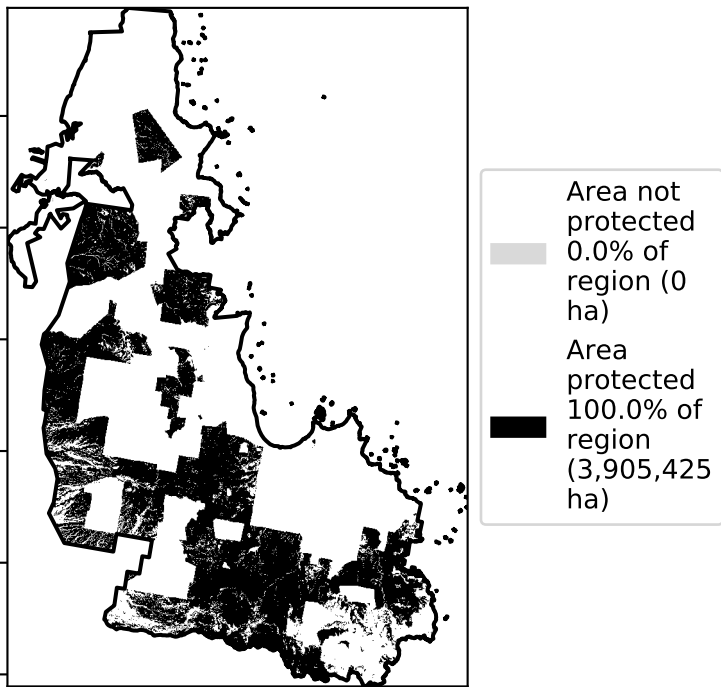 Area not
protected
0.0% of
region (0
ha)
Area
protected
100.0% of
region
(3,905,425
ha)